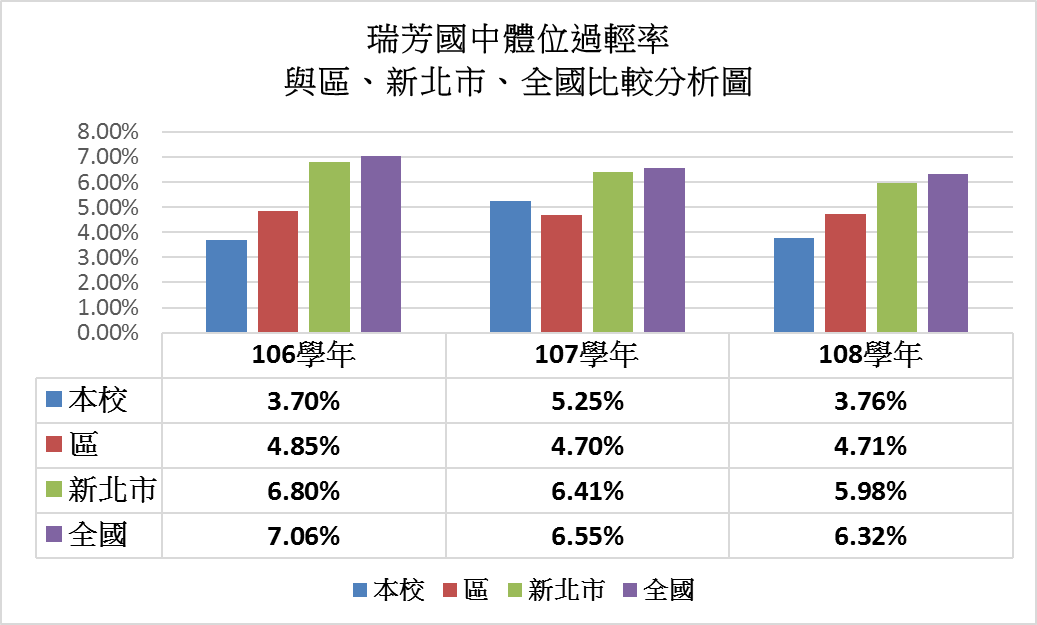 瑞芳國中體位過輕率
與區、新北市、全國比較分析圖
8.00%
7.00%
6.00%
5.00%
4.00%
3.00%
2.00%
1.00%
0.00%
106學年 107學年 108學年
本校 3.70% 5.25% 3.76%
區 4.85% 4.70% 4.71%
新北市 6.80% 6.41% 5.98%
全國 7.06% 6.55% 6.32%
本校 區 新北市 全國